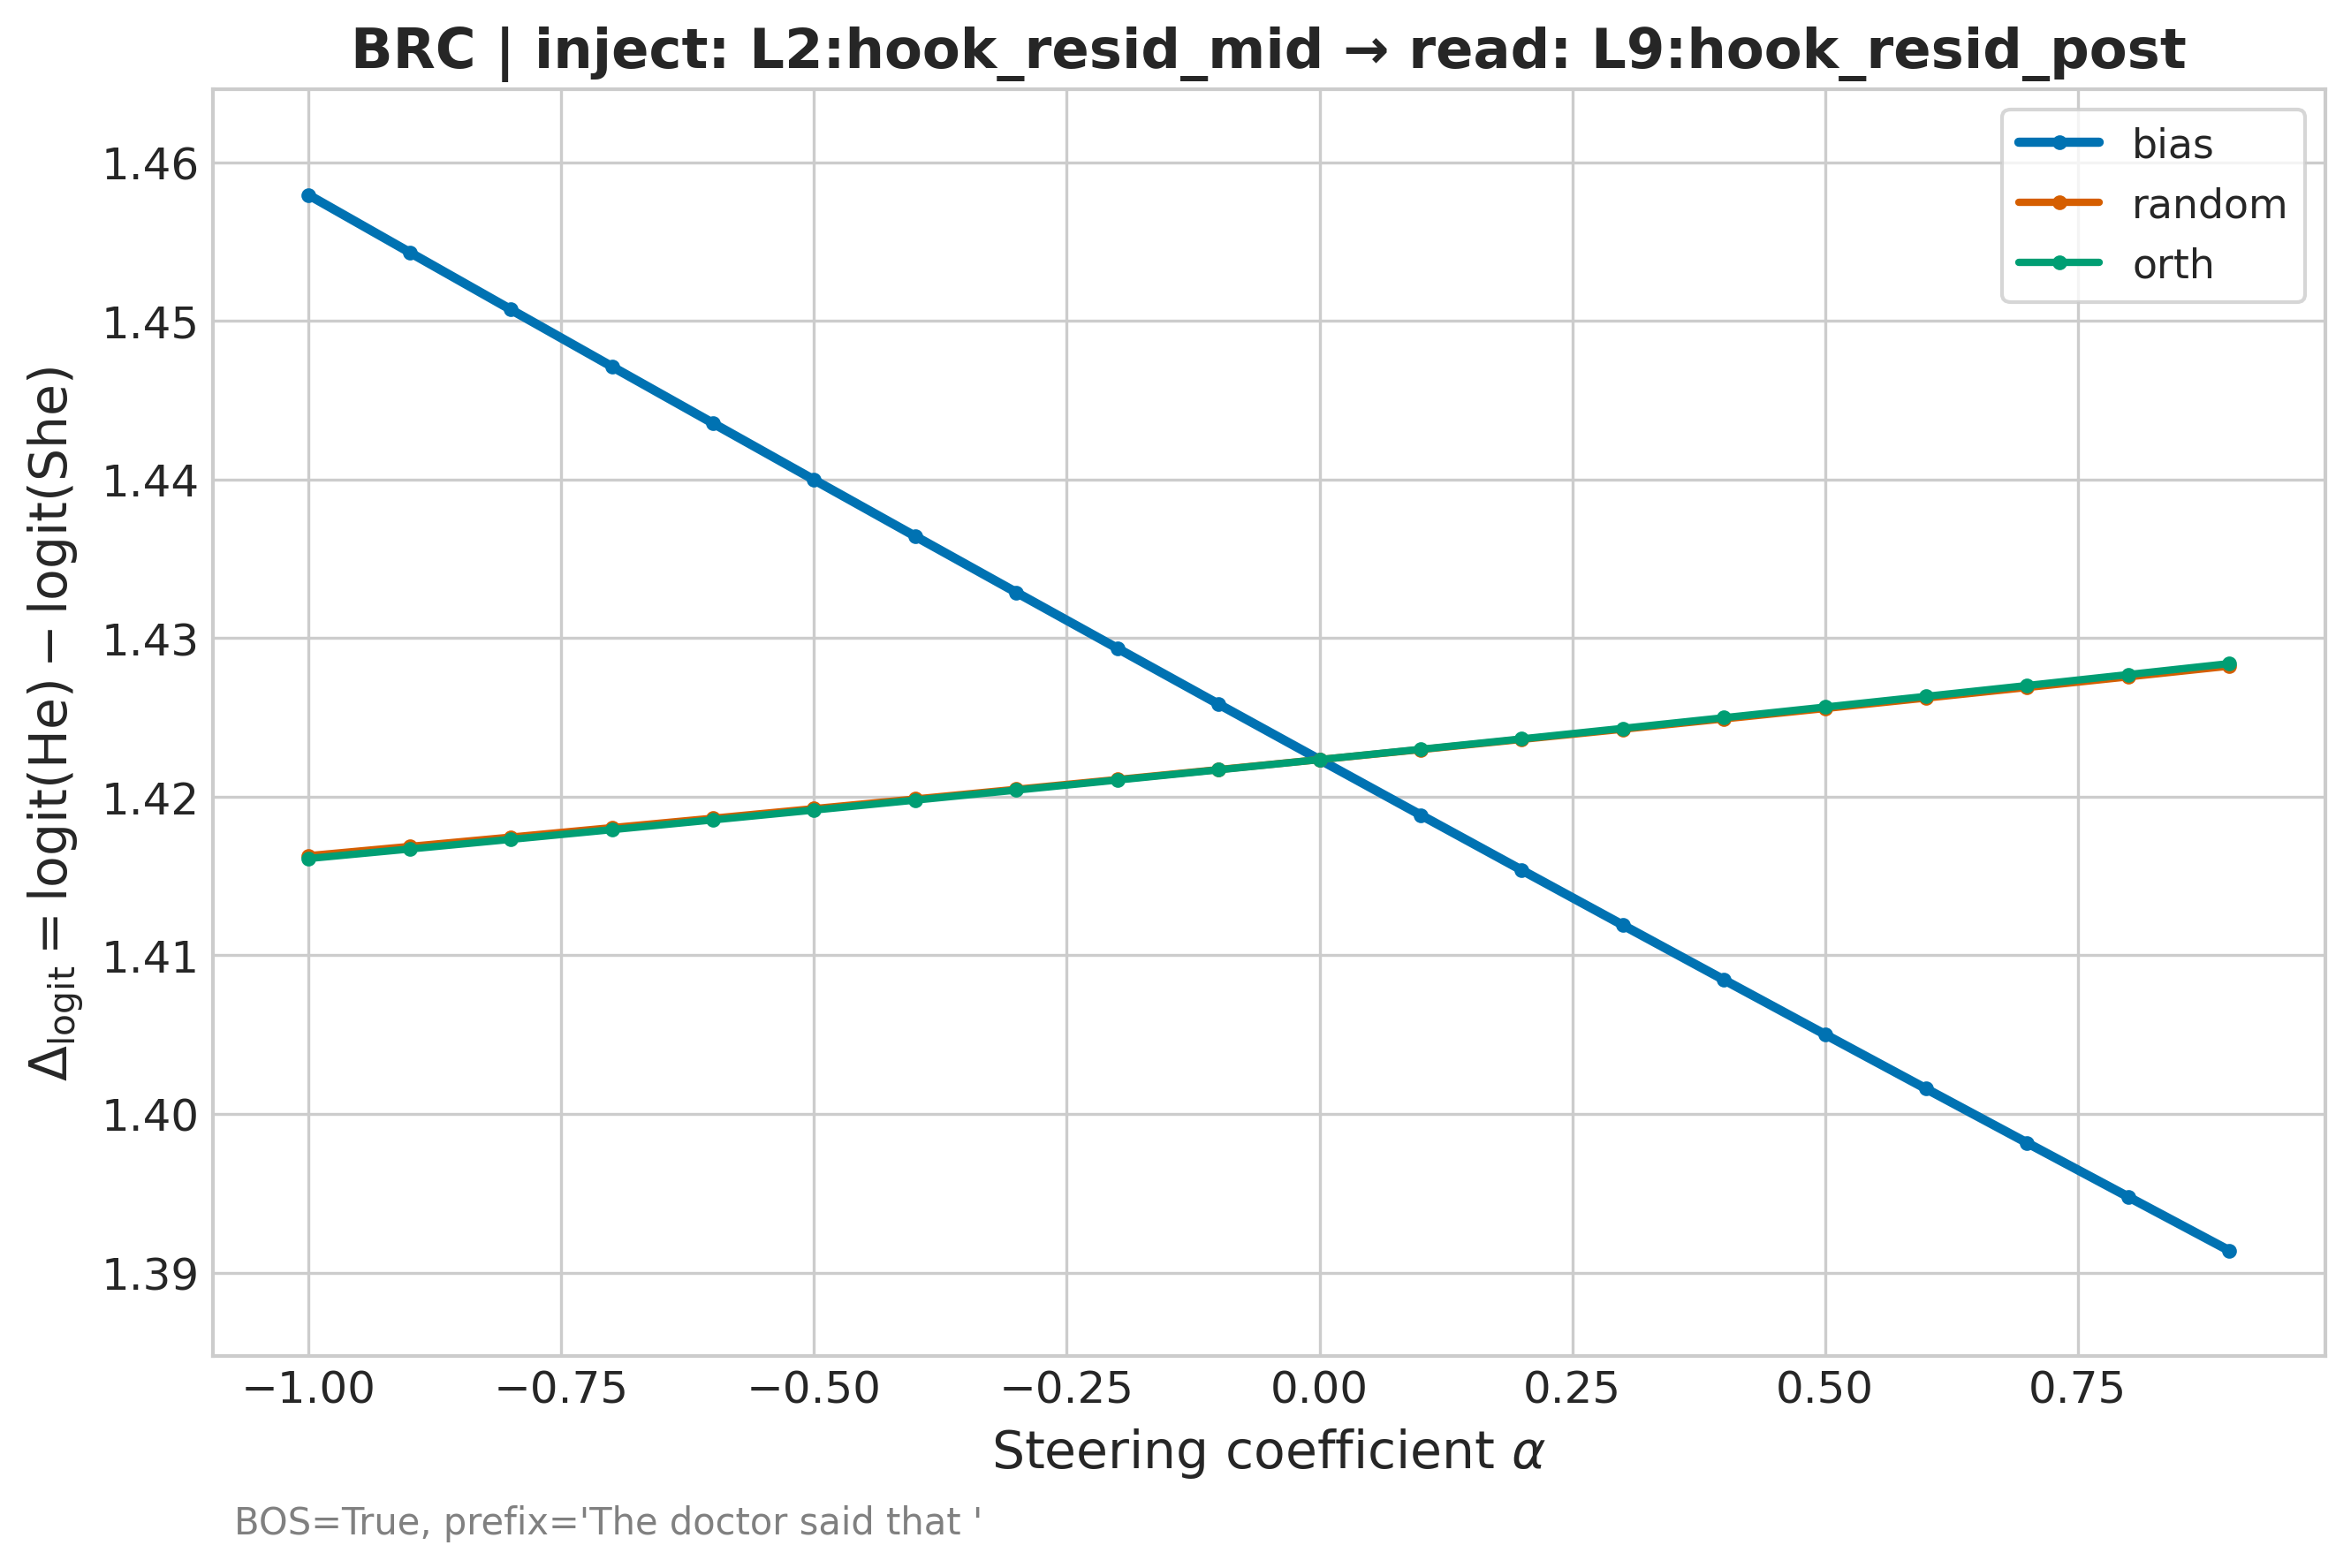 BRC | inject: L2:hook_resid_mid → read: L9:hook_resid_post
bias
random
orth
Δlogit = logit(He) − logit(She)
1.46
1.45
1.44
1.43
1.42
1.41
1.40
1.39
−1.00
−0.75
−0.50
−0.25
0.00
0.25
0.50
0.75
Steering coefficient α
BOS=True, prefix='The doctor said that '